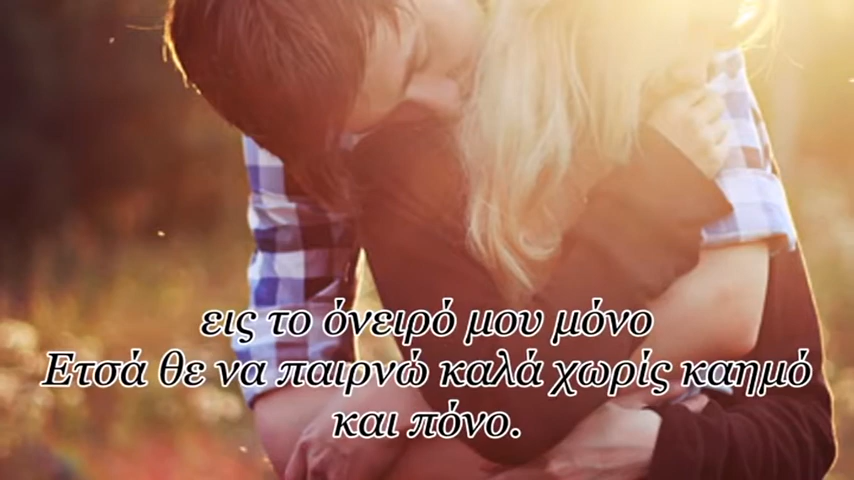 εις το όνειρό μου μόνο
Ετσά θε να παιρνώ καλά χωρίς καημό
και πόνο.